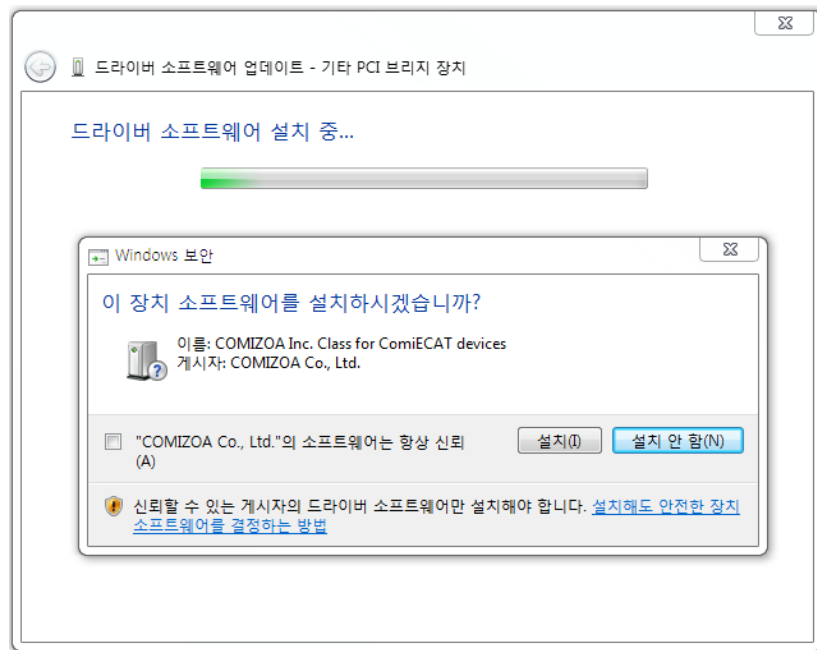 드라이버 소프트웨어 업데이트 - 기타 PCI 브리지 장치
드라이버 소프트웨어 설치 중...
Windows 보안
이 장치 소프트웨어를 설치하시겠습니까?
이름: COMIZOA Inc. Class for ComiECAT devices
게시자: COMIZOA Co., Ltd.
"COMIZOA Co., Ltd."의 소프트웨어는 항상 신뢰
(A)
설치(I)
설치 안 함(N)
신뢰할 수 있는 게시자의 드라이버 소프트웨어만 설치해야 합니다. 설치해도 안전한 장치
소프트웨어를 결정하는 방법